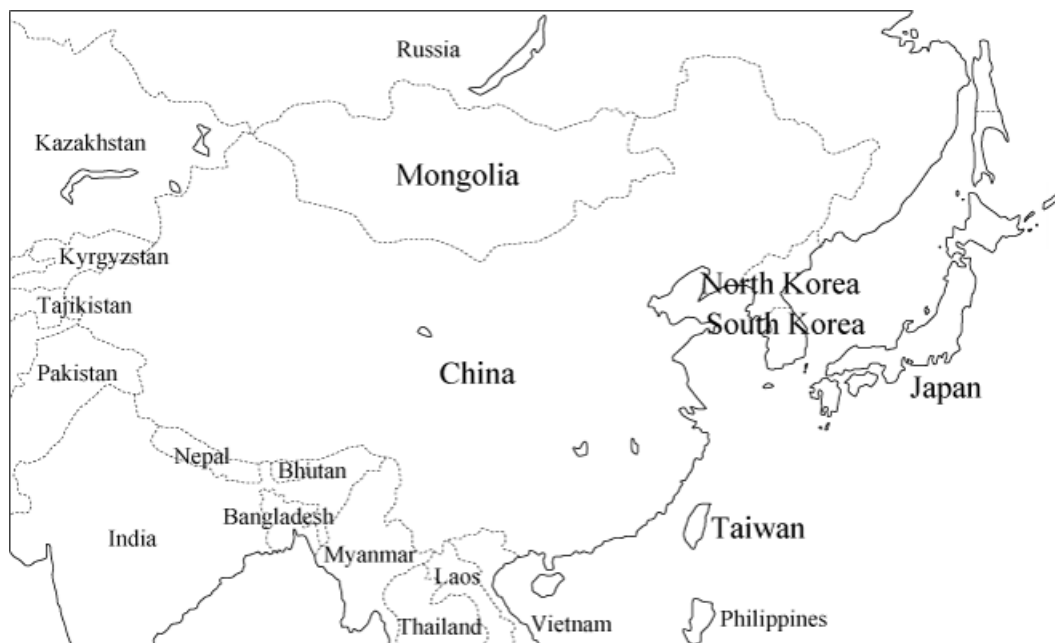 Russia
Kazakhstan
Mongolia
Kyrgyzstan
North Korea
Tajikistan
South Korea
Pakistan
China
Japan
Nepal
Bhutan
Bangladesh
Taiwan
India
Myanmar
Laos
Philippines
Thailand
Vietnam